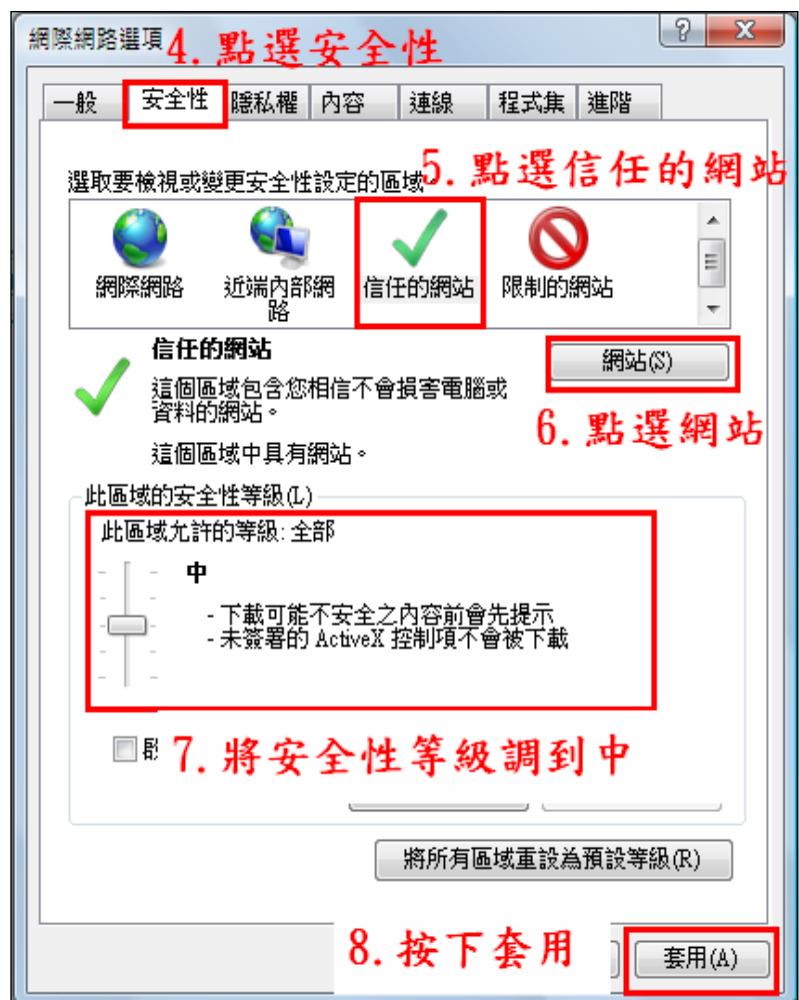 網際網路選項
4. 點選安全性
一般 安全性 隱私權 內容 連線 程式集 進階
5. 點選信任的網站
選取要檢視或變更安全性設定的區域
網際網路 近端內部網路 信任的網站 限制的網站
信任的網站
網站(S)
這個區域包含您相信不會損害電腦或
資料的網站。
6. 點選網站
這個區域中具有網站。
此區域的安全性等級(L)
此區域允許的等級: 全部
中
- 下載可能不安全之內容前會先提示
- 未簽署的 ActiveX 控制項不會被下載
7. 將安全性等級調到中
將所有區域重設為預設等級(R)
8. 按下套用
套用(A)